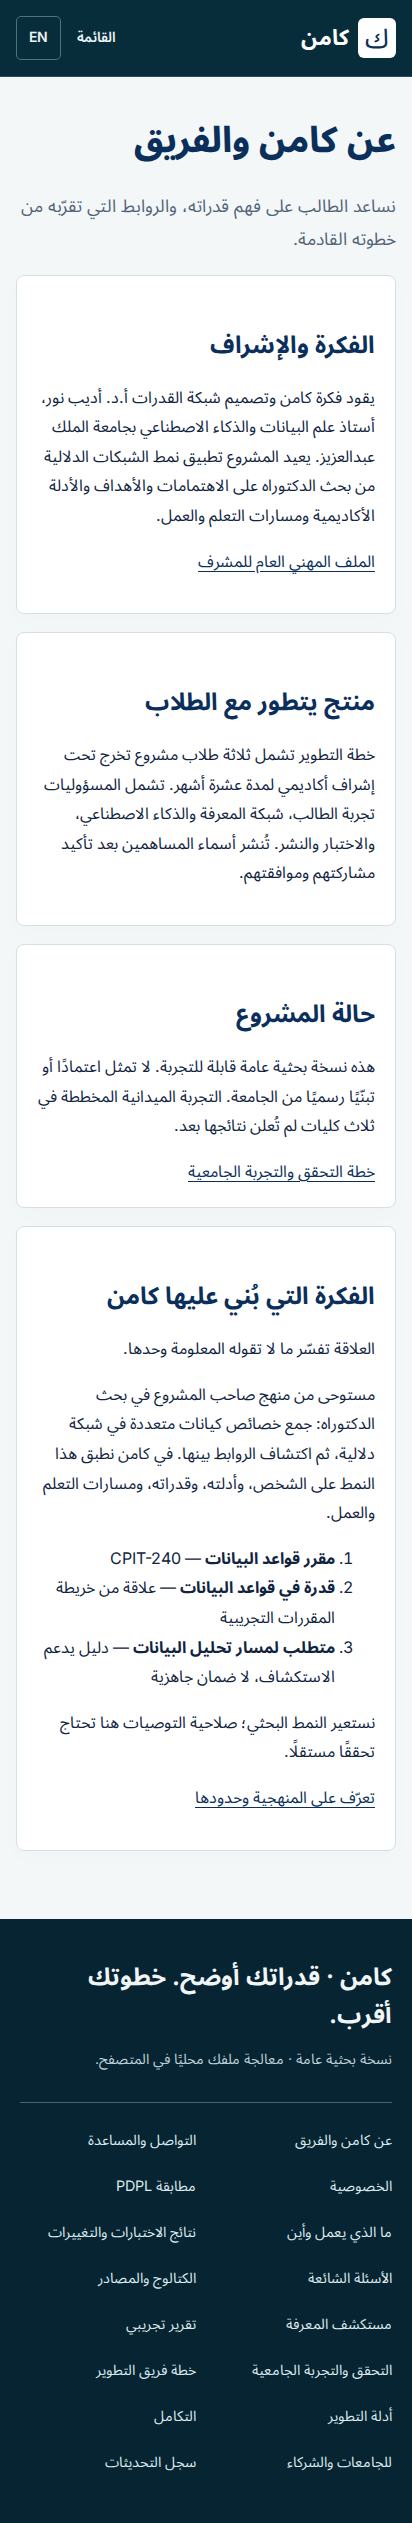 ك كامن
القائمة
EN
عن كامن والفريق
نساعد الطالب على فهم قدراته، والروابط التي تقرّبه من
خطوته القادمة.
الفكرة والإشراف
يقود فكرة كامن وتصميم شبكة القدرات أ.د. أديب نور،
أستاذ علم البيانات والذكاء الاصطناعي بجامعة الملك
عبدالعزيز. يعيد المشروع تطبيق نمط الشبكات الدلالية
من بحث الدكتوراه على الاهتمامات والأهداف والأدلة
الأكاديمية ومسارات التعلم والعمل.
الملف المهني العام للمشرف
منتج يتطور مع الطلاب
خطة التطوير تشمل ثلاثة طلاب مشروع تخرج تحت
إشراف أكاديمي لمدة عشرة أشهر. تشمل المسؤوليات
تجربة الطالب، شبكة المعرفة والذكاء الاصطناعي،
والاختبار والنشر. تُنشر أسماء المساهمين بعد تأكيد
مشاركتهم وموافقتهم.
حالة المشروع
هذه نسخة بحثية عامة قابلة للتجربة. لا تمثل اعتمادًا أو
تبنّيًا رسميًا من الجامعة. التجربة الميدانية المخططة في
ثلاث كليات لم تُعلن نتائجها بعد.
خطة التحقق والتجربة الجامعية
الفكرة التي بُني عليها كامن
العلاقة تفسّر ما لا تقوله المعلومة وحدها.
مستوحى من منهج صاحب المشروع في بحث
الدكتوراه: جمع خصائص كيانات متعددة في شبكة
دلالية، ثم اكتشاف الروابط بينها. في كامن نطبق هذا
النمط على الشخص، وأدلته، وقدراته، ومسارات التعلم
والعمل.
1. مقرر قواعد البيانات — CPIT-240
2. قدرة في قواعد البيانات — علاقة من خريطة
المقررات التجريبية
3. متطلب لمسار تحليل البيانات — دليل يدعم
الاستكشاف، لا ضمان جاهزية
نستعير النمط البحثي؛ صلاحية التوصيات هنا تحتاج
تحققًا مستقلًا.
تعرّف على المنهجية وحدودها
كامن · قدراتك أوضح. خطوتك
أقرب.
نسخة بحثية عامة · معالجة ملفك محليًا في المتصفح.
عن كامن والفريق
التواصل والمساعدة
الخصوصية
مطابقة PDPL
ما الذي يعمل وأين
نتائج الاختبارات والتغييرات
الأسئلة الشائعة
الكتالوج والمصادر
مستكشف المعرفة
تقرير تجريبي
التحقق والتجربة الجامعية
خطة فريق التطوير
أدلة التطوير
التكامل
للجامعات والشركاء
سجل التحديثات